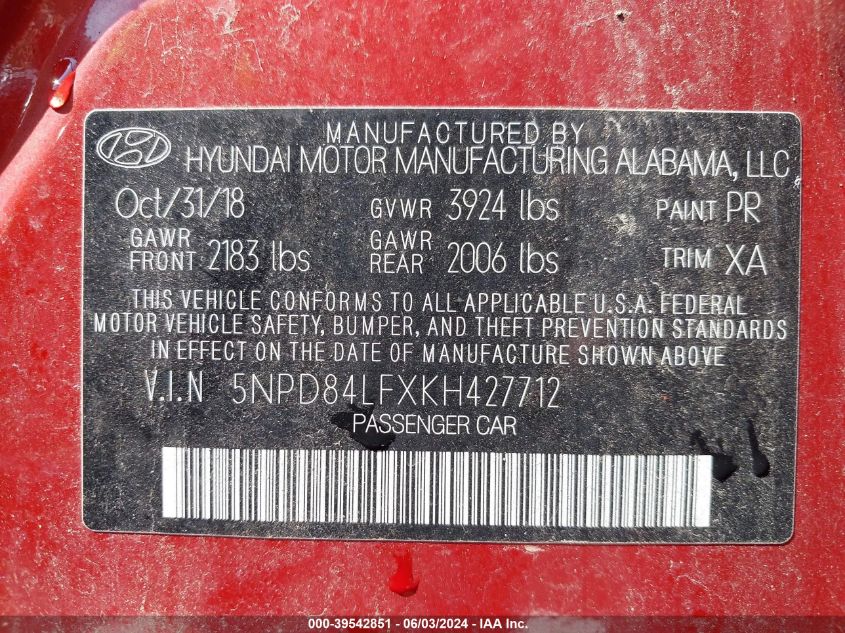 MANUFACTURED BY
HYUNDAI MOTOR MANUFACTURING ALABAMA, LLC
Oct/31/18 GVWR 3924 lbs PAINT PR
GAWR FRONT 2183 lbs GAWR REAR 2006 lbs TRIM XA
THIS VEHICLE CONFORMS TO ALL APPLICABLE U.S.A. FEDERAL
MOTOR VEHICLE SAFETY, BUMPER, AND THEFT PREVENTION STANDARDS
IN EFFECT ON THE DATE OF MANUFACTURE SHOWN ABOVE
V.I.N 5NPD84LFXKH427712
PASSENGER CAR
000-39542851 - 06/03/2024 - IAA Inc.